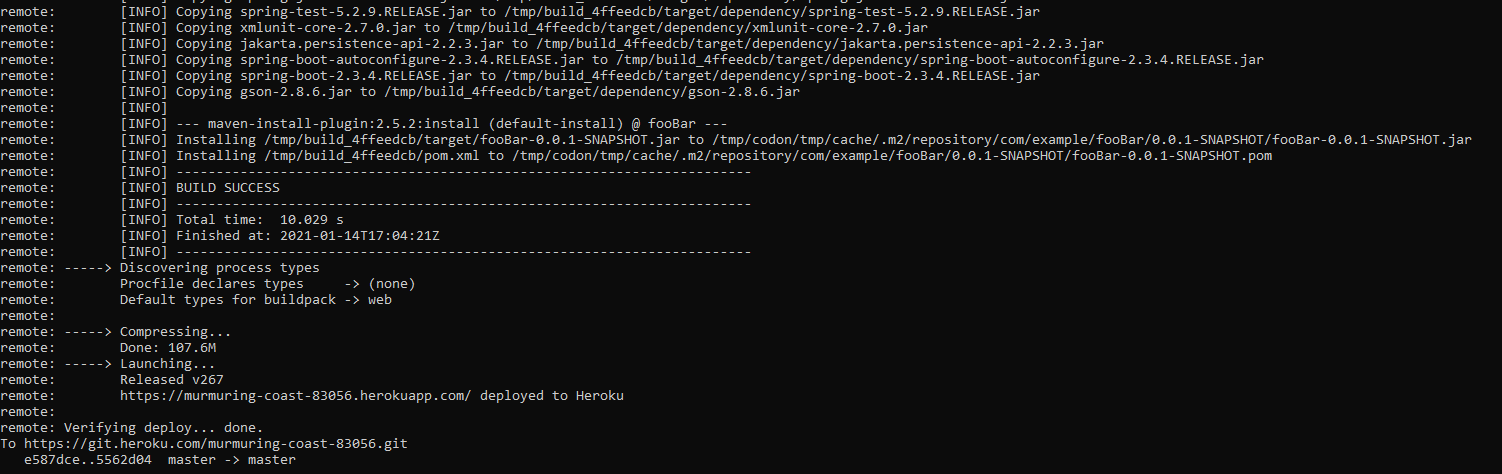 remote:        [INFO] Copying spring-test-5.2.9.RELEASE.jar to /tmp/build_4ffeedcb/target/dependency/spring-test-5.2.9.RELEASE.jar
remote:        [INFO] Copying xmlunit-core-2.7.0.jar to /tmp/build_4ffeedcb/target/dependency/xmlunit-core-2.7.0.jar
remote:        [INFO] Copying jakarta.persistence-api-2.2.3.jar to /tmp/build_4ffeedcb/target/dependency/jakarta.persistence-api-2.2.3.jar
remote:        [INFO] Copying spring-boot-autoconfigure-2.3.4.RELEASE.jar to /tmp/build_4ffeedcb/target/dependency/spring-boot-autoconfigure-2.3.4.RELEASE.jar
remote:        [INFO] Copying spring-boot-2.3.4.RELEASE.jar to /tmp/build_4ffeedcb/target/dependency/spring-boot-2.3.4.RELEASE.jar
remote:        [INFO] Copying gson-2.8.6.jar to /tmp/build_4ffeedcb/target/dependency/gson-2.8.6.jar
remote:        [INFO]
remote:        [INFO] --- maven-install-plugin:2.5.2:install (default-install) @ fooBar ---
remote:        [INFO] Installing /tmp/build_4ffeedcb/target/fooBar-0.0.1-SNAPSHOT.jar to /tmp/codon/tmp/cache/.m2/repository/com/example/fooBar/0.0.1-SNAPSHOT/fooBar-0.0.1-SNAPSHOT.jar
remote:        [INFO] Installing /tmp/build_4ffeedcb/pom.xml to /tmp/codon/tmp/cache/.m2/repository/com/example/fooBar/0.0.1-SNAPSHOT/fooBar-0.0.1-SNAPSHOT.pom
remote:        [INFO] ------------------------------------------------------------------------
remote:        [INFO] BUILD SUCCESS
remote:        [INFO] ------------------------------------------------------------------------
remote:        [INFO] Total time:  10.029 s
remote:        [INFO] Finished at: 2021-01-14T17:04:21Z
remote:        [INFO] ------------------------------------------------------------------------
remote: -----> Discovering process types
remote:        Procfile declares types     -> (none)
remote:        Default types for buildpack -> web
remote:
remote: -----> Compressing...
remote:        Done: 107.6M
remote: -----> Launching...
remote:        Released v267
remote:        https://murmuring-coast-83056.herokuapp.com/ deployed to Heroku
remote:
remote: Verifying deploy... done.
To https://git.heroku.com/murmuring-coast-83056.git
   e587dce..5562d04  master -> master